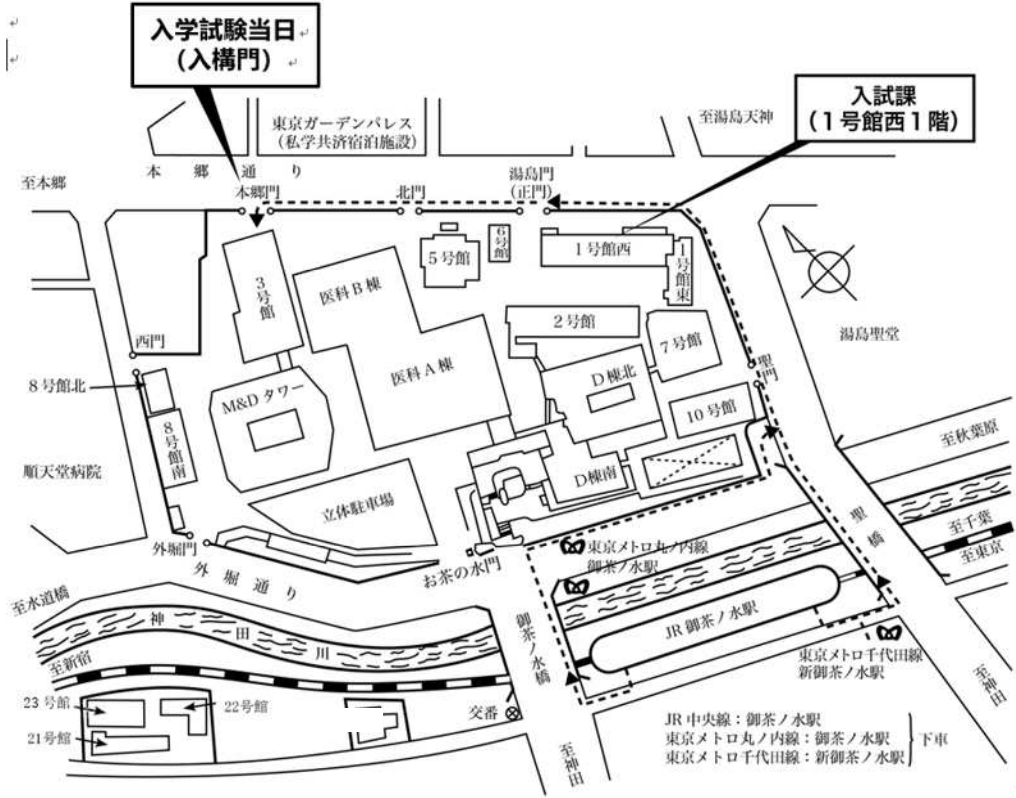 入学試験当日
(入構門)
入試課
(1号館西1階)
東京ガーデンパレス
(私学共済宿泊施設)
至湯島天神
本郷通り
至本郷
本郷門
北門
湯島門
(正門)
6号館
5号館
1号館西
1号館東
3号館
医科B棟
2号館
7号館
湯島聖堂
西門
医科A棟
D棟北
聖門
8号館北
M&Dタワー
10号館
8号館南
至秋葉原
順天堂病院
D棟南
立体駐車場
聖橋
至千葉
至東京
外堀門
お茶の水門
東京メトロ丸ノ内線
御茶ノ水駅
外堀通り
至水道橋
神田川
御茶ノ水橋
JR御茶ノ水駅
至新宿
東京メトロ千代田線
新御茶ノ水駅
至神田
23号館
22号館
21号館
交番
至神田
JR中央線:御茶ノ水駅
東京メトロ丸ノ内線:御茶ノ水駅
東京メトロ千代田線:新御茶ノ水駅
下車